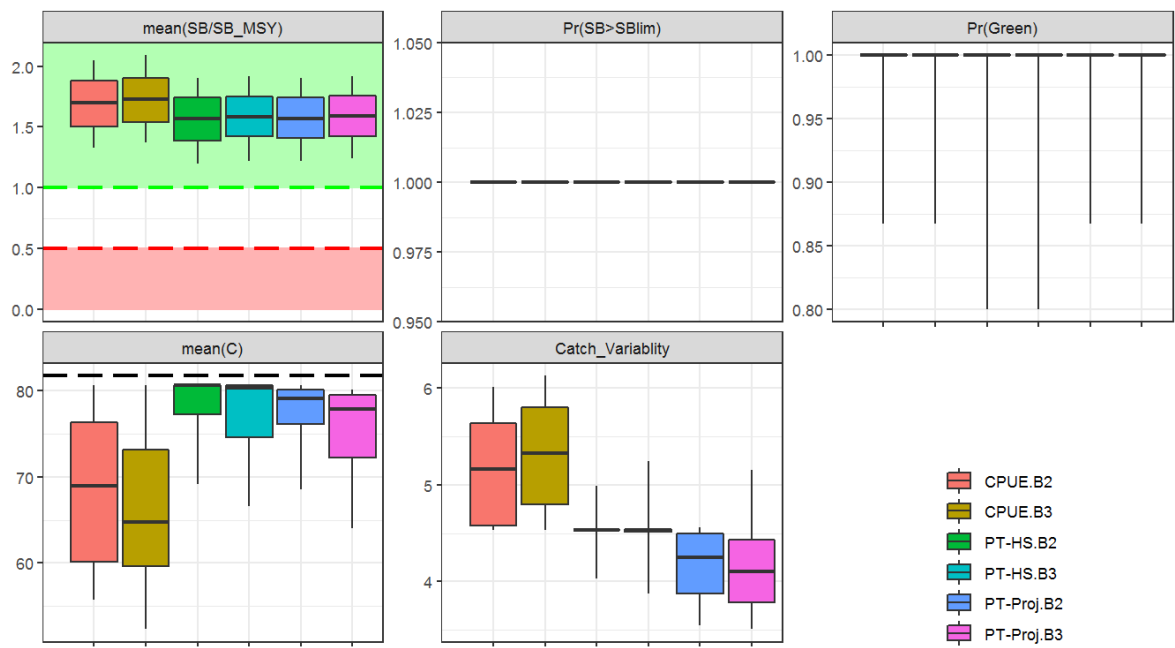 mean(SB/SB_MSY)
2.0
1.5
1.0
0.5
0.0
Pr(SB>SBlim)
1.050
1.025
1.000
0.975
0.950
Pr(Green)
1.00
0.95
0.90
0.85
0.80
mean(C)
80
70
60
Catch_Variablity
6
5
4
CPUE.B2
CPUE.B3
PT-HS.B2
PT-HS.B3
PT-Proj.B2
PT-Proj.B3